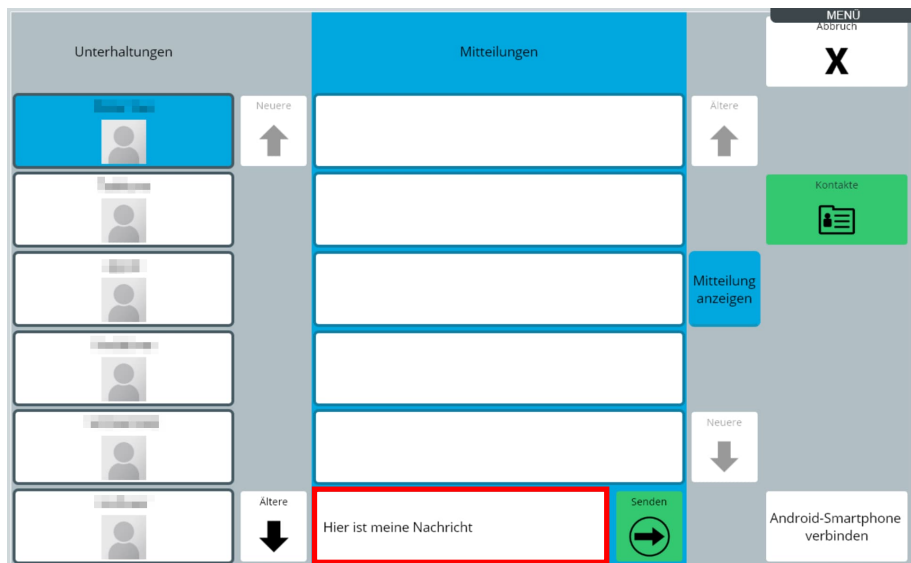 MENÜ
Unterhaltungen
Mitteilungen
Abbruch
X
Neuere
Ältere
Kontakte
Mitteilung
anzeigen
Neuere
Ältere
Hier ist meine Nachricht
Senden
Android-Smartphone
verbinden